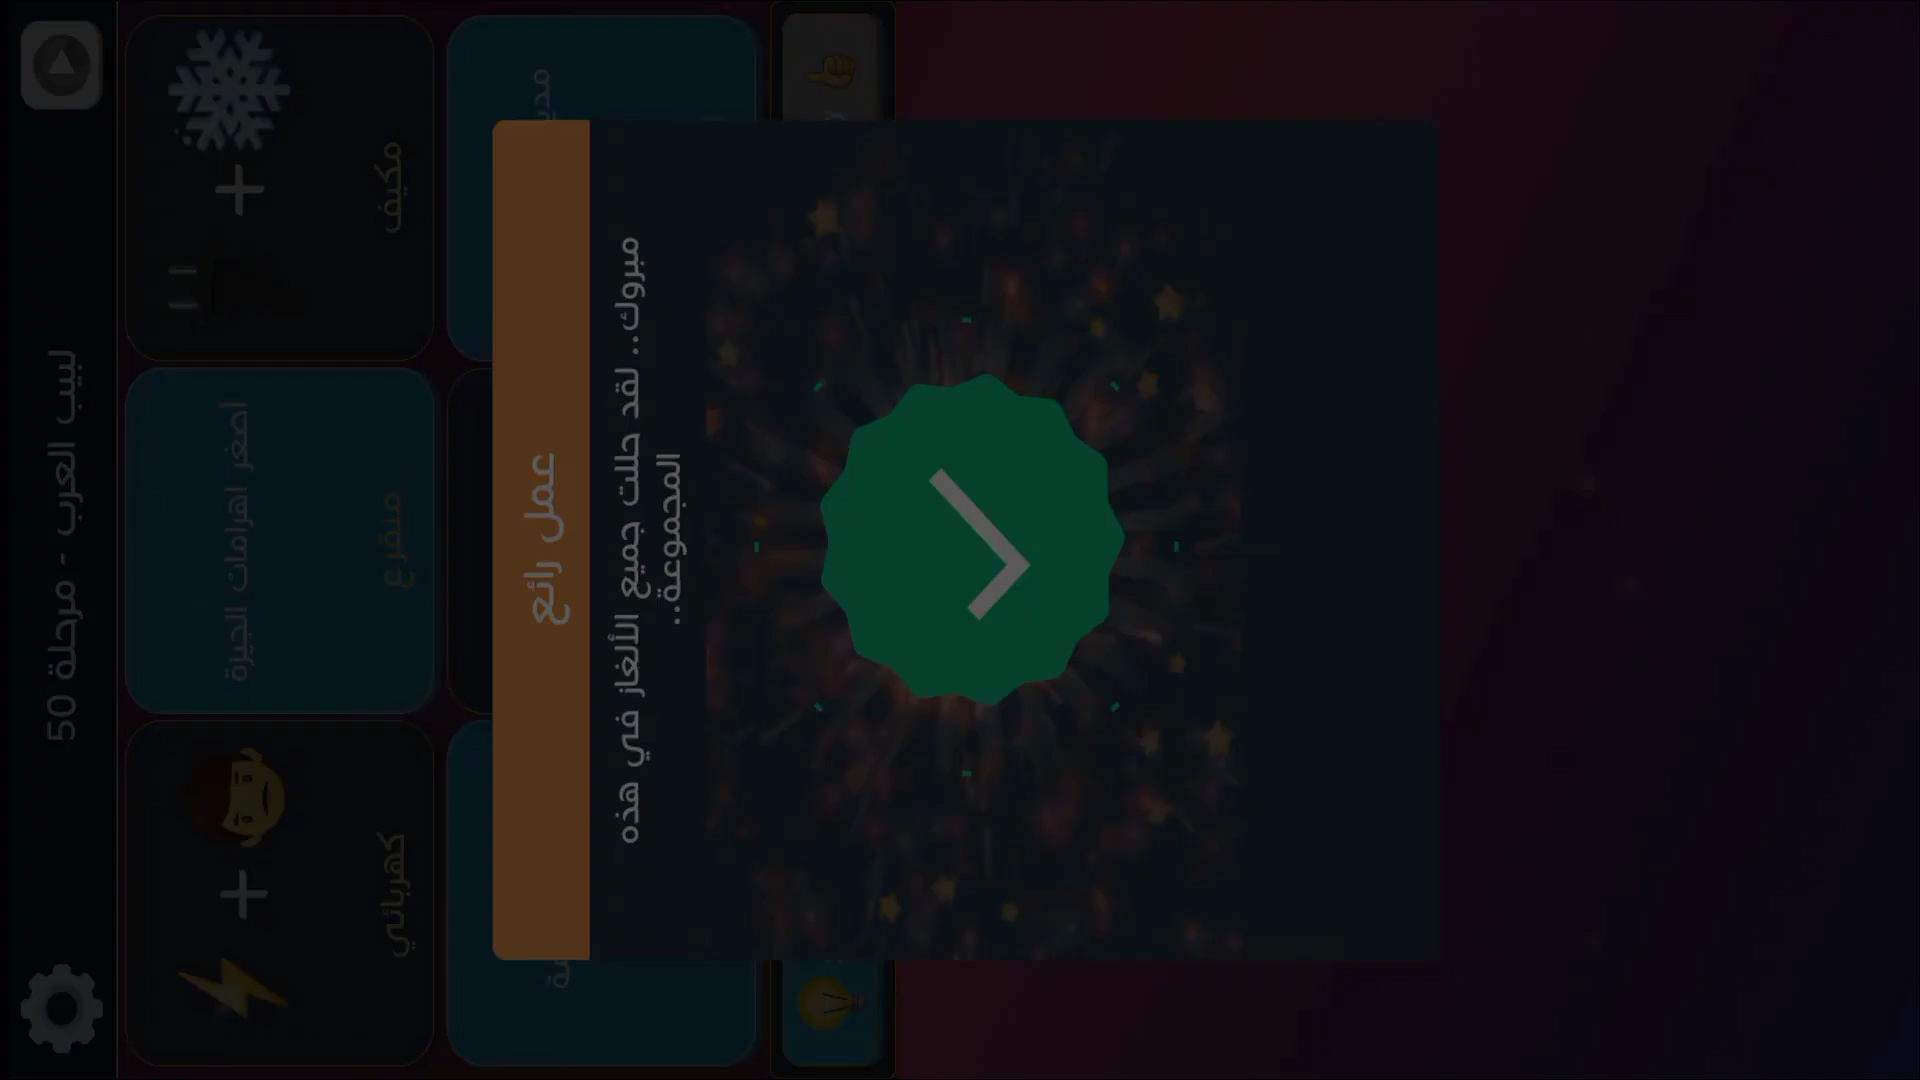 لبيب العرب - مرحلة 50
مكيف
أصغر اهرامات الجيزة
منقرع
كهربائي
عمل رائع
مبروك.. لقد حللت جميع الألغاز في هذه
المجموعة..